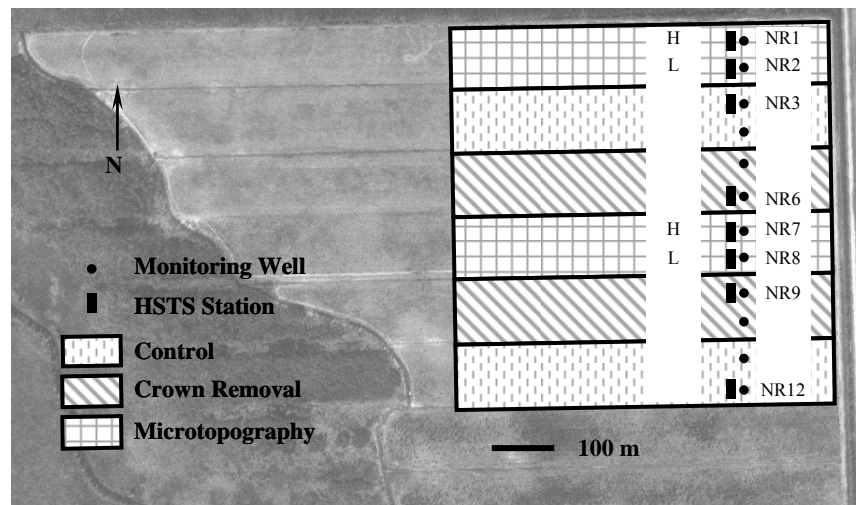 H NR1
L NR2
NR3
N
NR6
H NR7
L NR8
Monitoring Well
NR9
HSTS Station
Control
Crown Removal
NR12
Microtopography
100 m